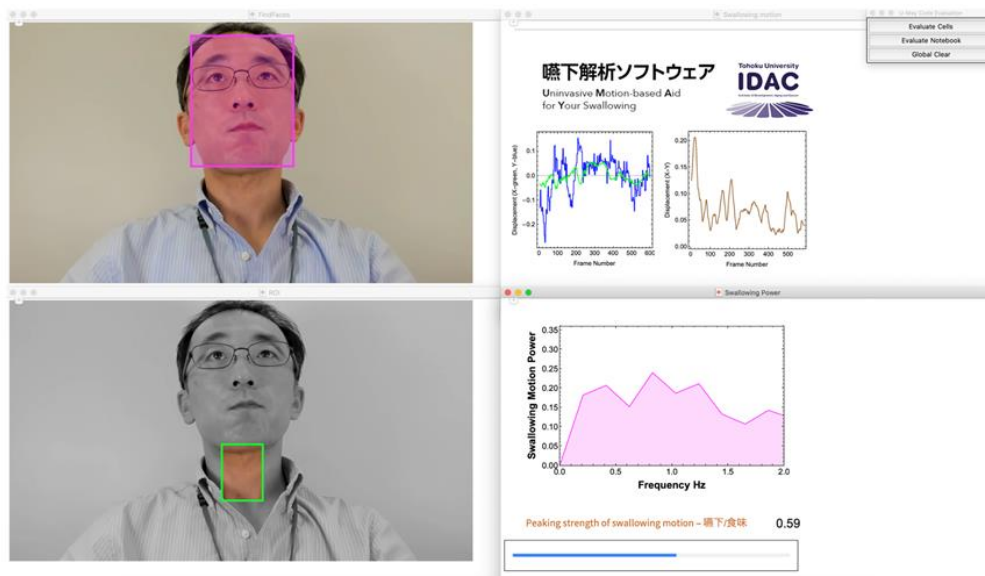 FindFaces
Swallowing motion
U-May Code Evaluation
Evaluate Cells
Evaluate Notebook
Global Clear
嚥下解析ソフトウェア
Uninvasive Motion-based Aid
for Your Swallowing
Tohoku University
IDAC
Displacement (X-green, Y-blue)
0.1
0.0
-0.1
-0.2
0 100 200 300 400 500 600
Frame Number
Displacement (X-Y)
0.20
0.15
0.10
0.05
0.00
0 100 200 300 400 500
Frame Number
ROI
Swallowing Power
Swallowing Motion Power
0.35
0.30
0.25
0.20
0.15
0.10
0.05
0.00
0.0 0.5 1.0 1.5 2.0
Frequency Hz
Peaking strength of swallowing motion – 嚥下/食味 0.59